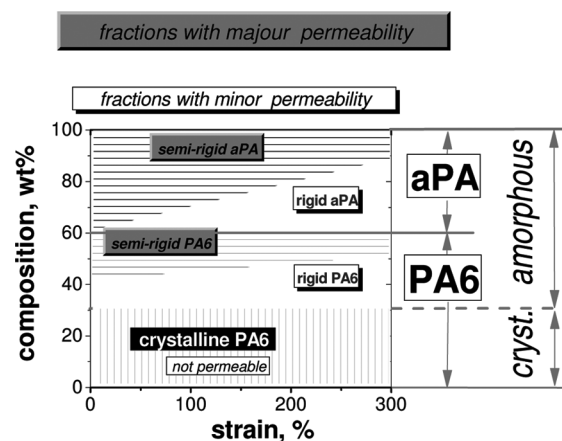 fractions with majour permeability
fractions with minor permeability
composition, wt%
100
80
60
40
20
0
semi-rigid aPA
rigid aPA
semi-rigid PA6
rigid PA6
crystalline PA6
not permeable
0
100
200
300
strain, %
aPA
PA6
amorphous
cryst.